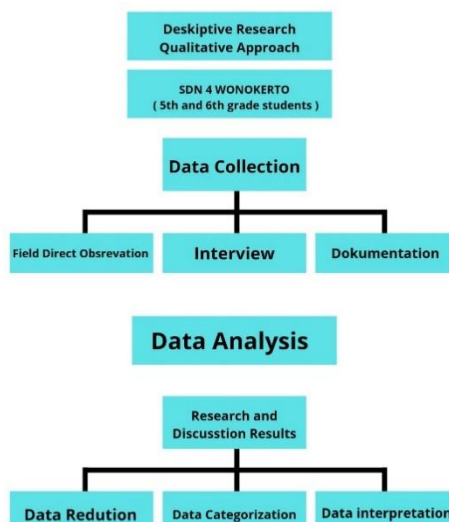 Deskiptive Research
Qualitative Approach
SDN 4 WONOKERTO
( 5th and 6th grade students )
Data Collection
Field Direct Obsrevation
Interview
Dokumentation
Data Analysis
Research and
Discusstion Results
Data Redution
Data Categorization
Data interpretation